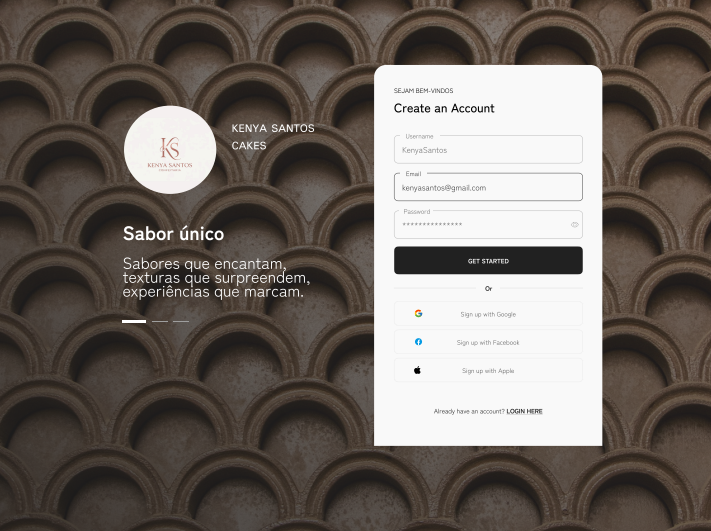 KS
KENYA SANTOS
KENYA SANTOS
CAKES
Sabor único
Sabores que encantam,
texturas que surpreendem,
experiências que marcam.
SEJAM BEM-VINDOS
Create an Account
Username
KenyaSantos
Email
kenyasantos@gmail.com
Password
***************
GET STARTED
Or
Sign up with Google
Sign up with Facebook
Sign up with Apple
Already have an account? LOGIN HERE